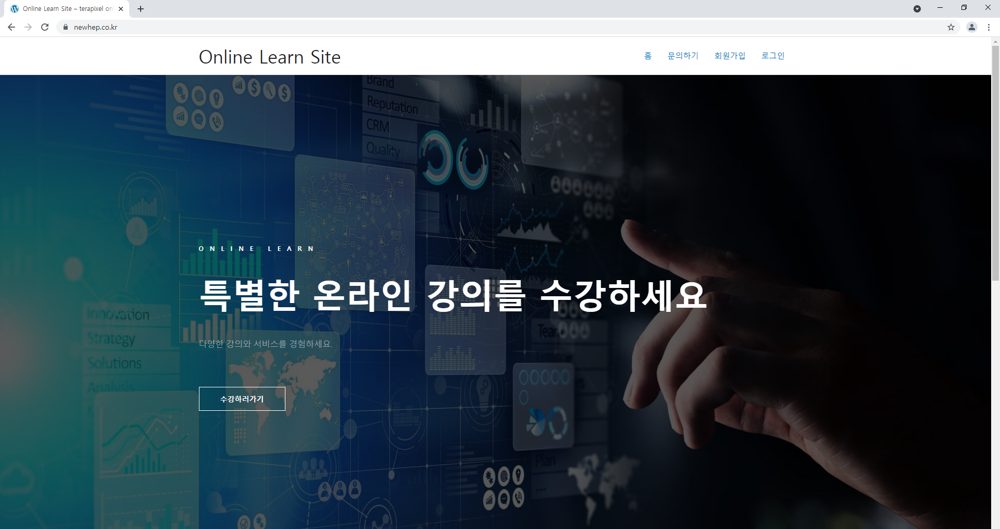 Online Learn Site – terapixel on
newhep.co.kr
Online Learn Site
홈 문의하기 회원가입 로그인
Brand
Reputation
CRM
Quality
ONLINE LEARN
특별한 온라인 강의를 수강하세요
Innovation
Strategy
Solutions
Analysis
다양한 강의와 서비스를 경험하세요.
수강하러가기
Plan